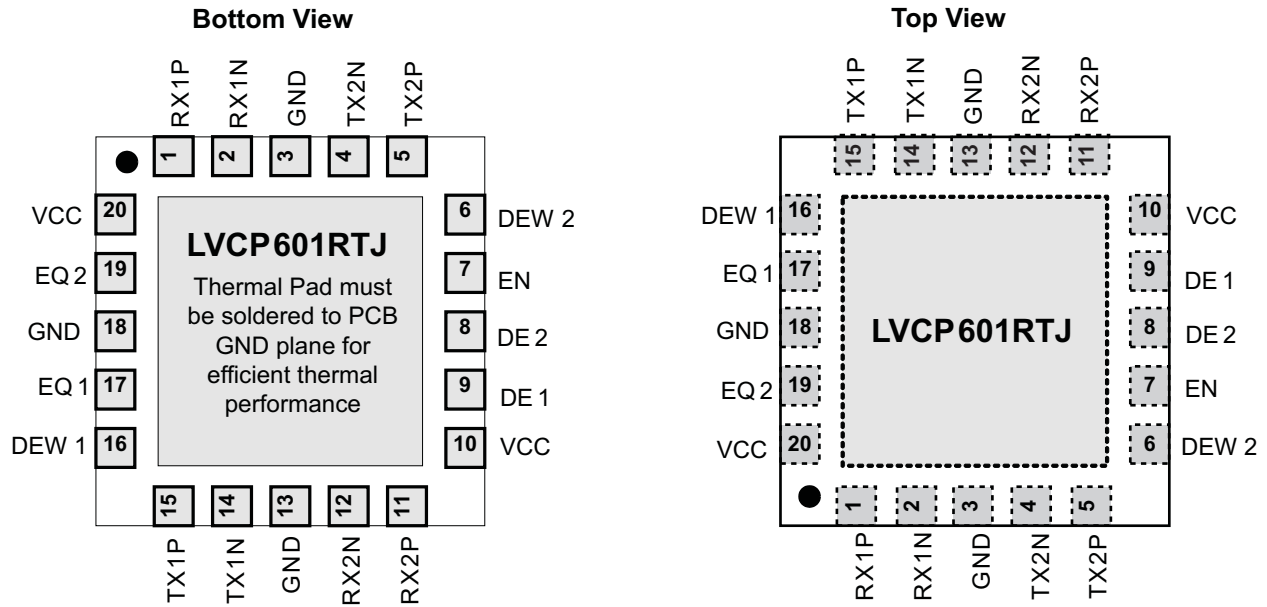 Bottom View
RX1P
RX1N
GND
TX2N
TX2P
1
2
3
4
5
VCC
20
EQ 2
19
GND
18
EQ 1
17
DEW 1
16
LVCP601RTJ
Thermal Pad must
be soldered to PCB
GND plane for
efficient thermal
performance
6
DEW 2
7
EN
8
DE 2
9
DE 1
10
VCC
15
14
13
12
11
TX1P
TX1N
GND
RX2N
RX2P
Top View
TX1P
TX1N
GND
RX2N
RX2P
15
14
13
12
11
DEW 1
16
EQ 1
17
GND
18
EQ 2
19
VCC
20
LVCP601RTJ
10
VCC
9
DE 1
8
DE 2
7
EN
6
DEW 2
1
2
3
4
5
RX1P
RX1N
GND
TX2N
TX2P